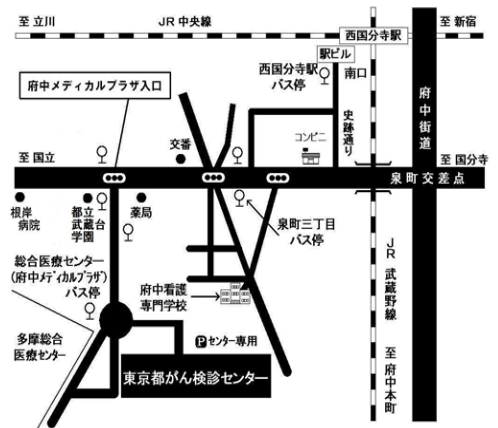 至 立川
JR 中央線
西国分寺駅
至 新宿
駅ビル
西国分寺駅
バス停
南口
府中メディカルプラザ入口
府中街道
史跡通り
コンビニ
交番
至 国立
至 国分寺
泉町交差点
根岸
病院
都立
武蔵台
学園
薬局
泉町三丁目
バス停
総合医療センター
(府中メディカルプラザ)
バス停
府中看護
専門学校
JR 武蔵野線
至 府中本町
多摩総合
医療センター
P センター専用
東京都がん検診センター